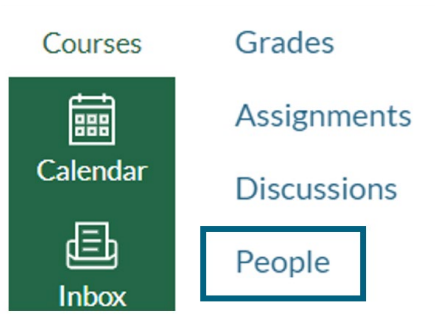 Courses
Calendar
Inbox
Grades
Assignments
Discussions
People